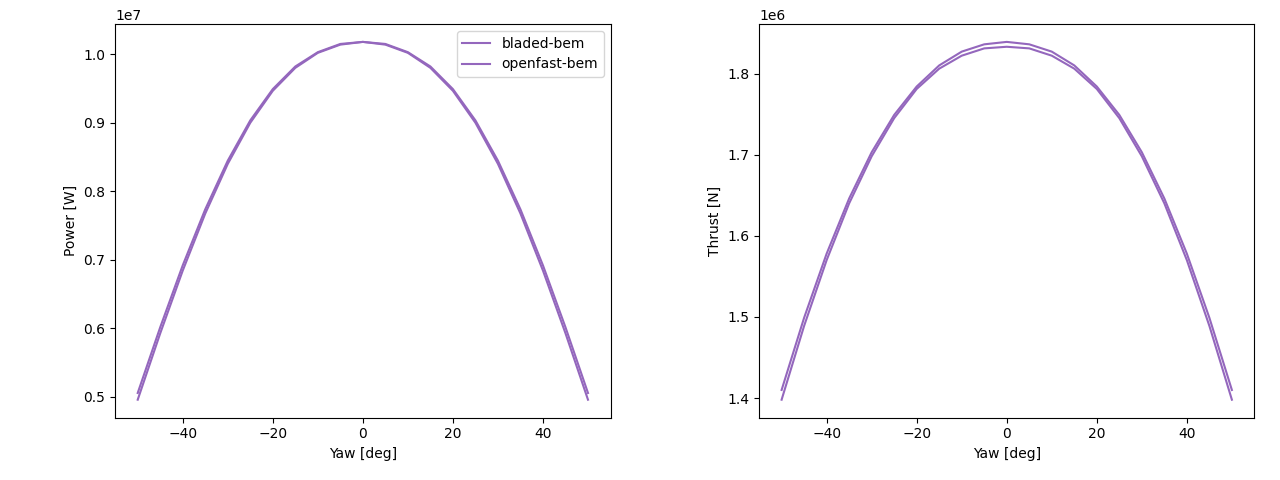 1e7
bladed-bem
openfast-bem
1.0
0.9
0.8
0.7
0.6
0.5
Power [W]
−40 −20 0 20 40
Yaw [deg]
1e6
1.8
1.7
1.6
1.5
1.4
Thrust [N]
−40 −20 0 20 40
Yaw [deg]